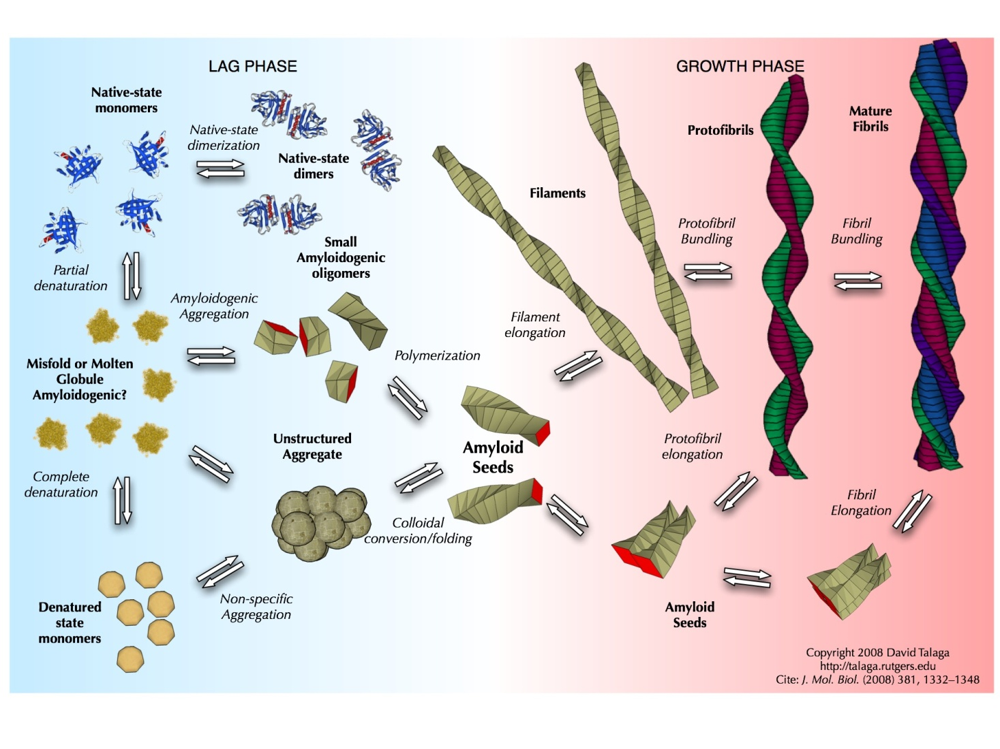 LAG PHASE
GROWTH PHASE
Native-state
monomers
Native-state
dimerization
Native-state
dimers
Small
Amyloidogenic
oligomers
Partial
denaturation
Amyloidogenic
Aggregation
Misfold or Molten
Globule
Amyloidogenic?
Polymerization
Unstructured
Aggregate
Complete
denaturation
Colloidal
conversion/folding
Denatured
state
monomers
Non-specific
Aggregation
Amyloid
Seeds
Filaments
Filament
elongation
Protofibrils
Protofibril
Bundling
Mature
Fibrils
Fibril
Bundling
Protofibril
elongation
Fibril
Elongation
Amyloid
Seeds
Copyright 2008 David Talaga
http://talaga.rutgers.edu
Cite: J. Mol. Biol. (2008) 381, 1332–1348